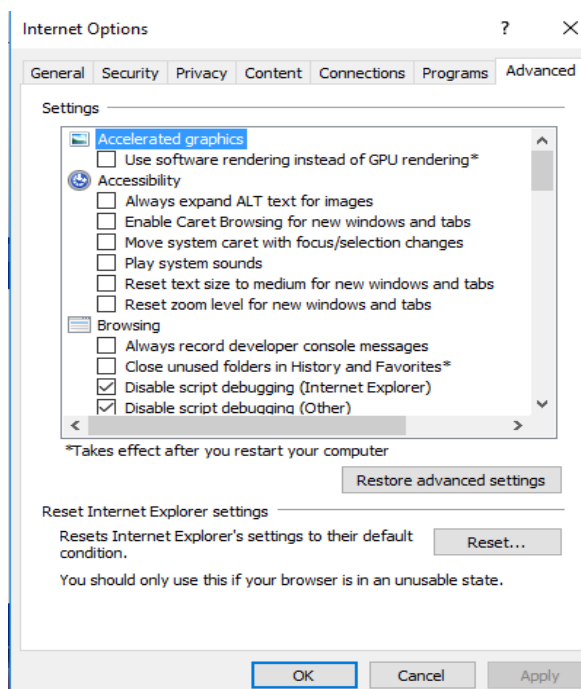 Internet Options ? X
General Security Privacy Content Connections Programs Advanced
Settings
Accelerated graphics
Use software rendering instead of GPU rendering*
Accessibility
Always expand ALT text for images
Enable Caret Browsing for new windows and tabs
Move system caret with focus/selection changes
Play system sounds
Reset text size to medium for new windows and tabs
Reset zoom level for new windows and tabs
Browsing
Always record developer console messages
Close unused folders in History and Favorites*
Disable script debugging (Internet Explorer)
Disable script debugging (Other)
*Takes effect after you restart your computer
Restore advanced settings
Reset Internet Explorer settings
Resets Internet Explorer's settings to their default
condition.
Reset...
You should only use this if your browser is in an unusable state.
OK Cancel Apply